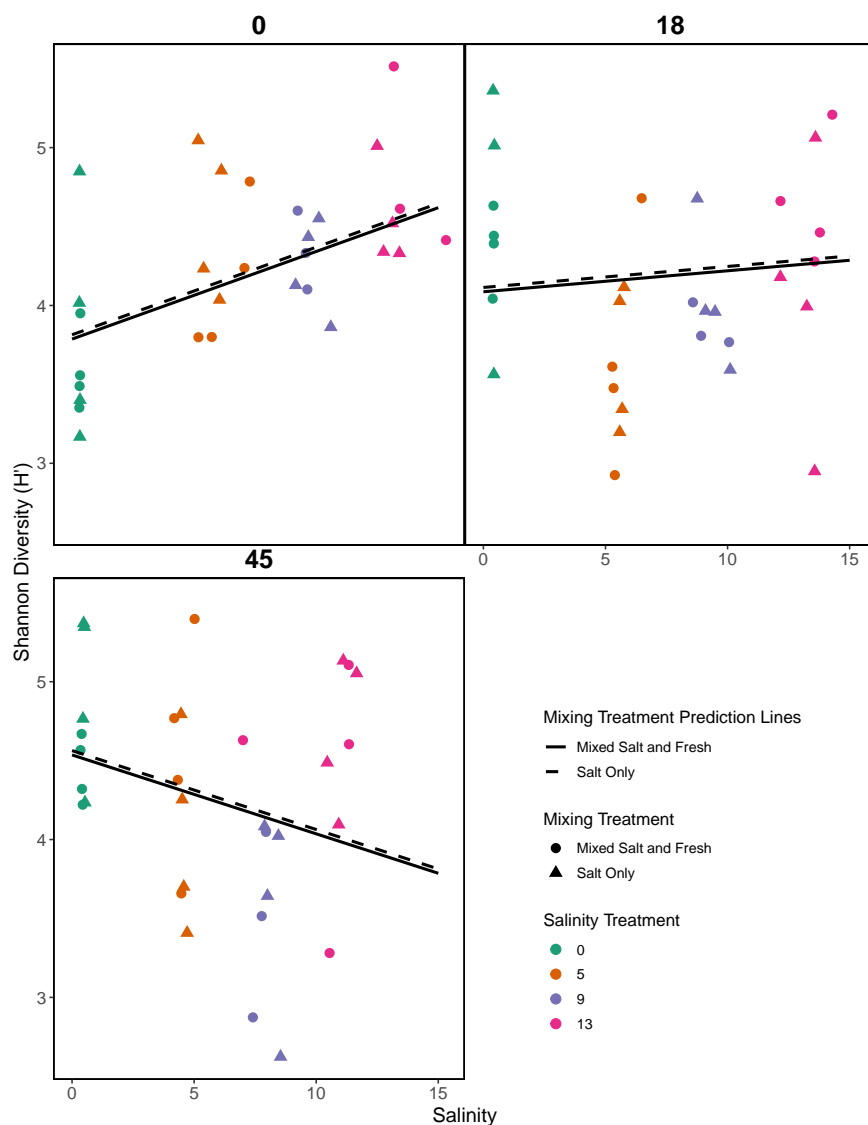 0
18
5
4
3
0
5
10
15
45
5
4
3
0
5
10
15
Shannon Diversity (H')
Salinity
Mixing Treatment Prediction Lines
Mixed Salt and Fresh
Salt Only
Mixing Treatment
Mixed Salt and Fresh
Salt Only
Salinity Treatment
0
5
9
13